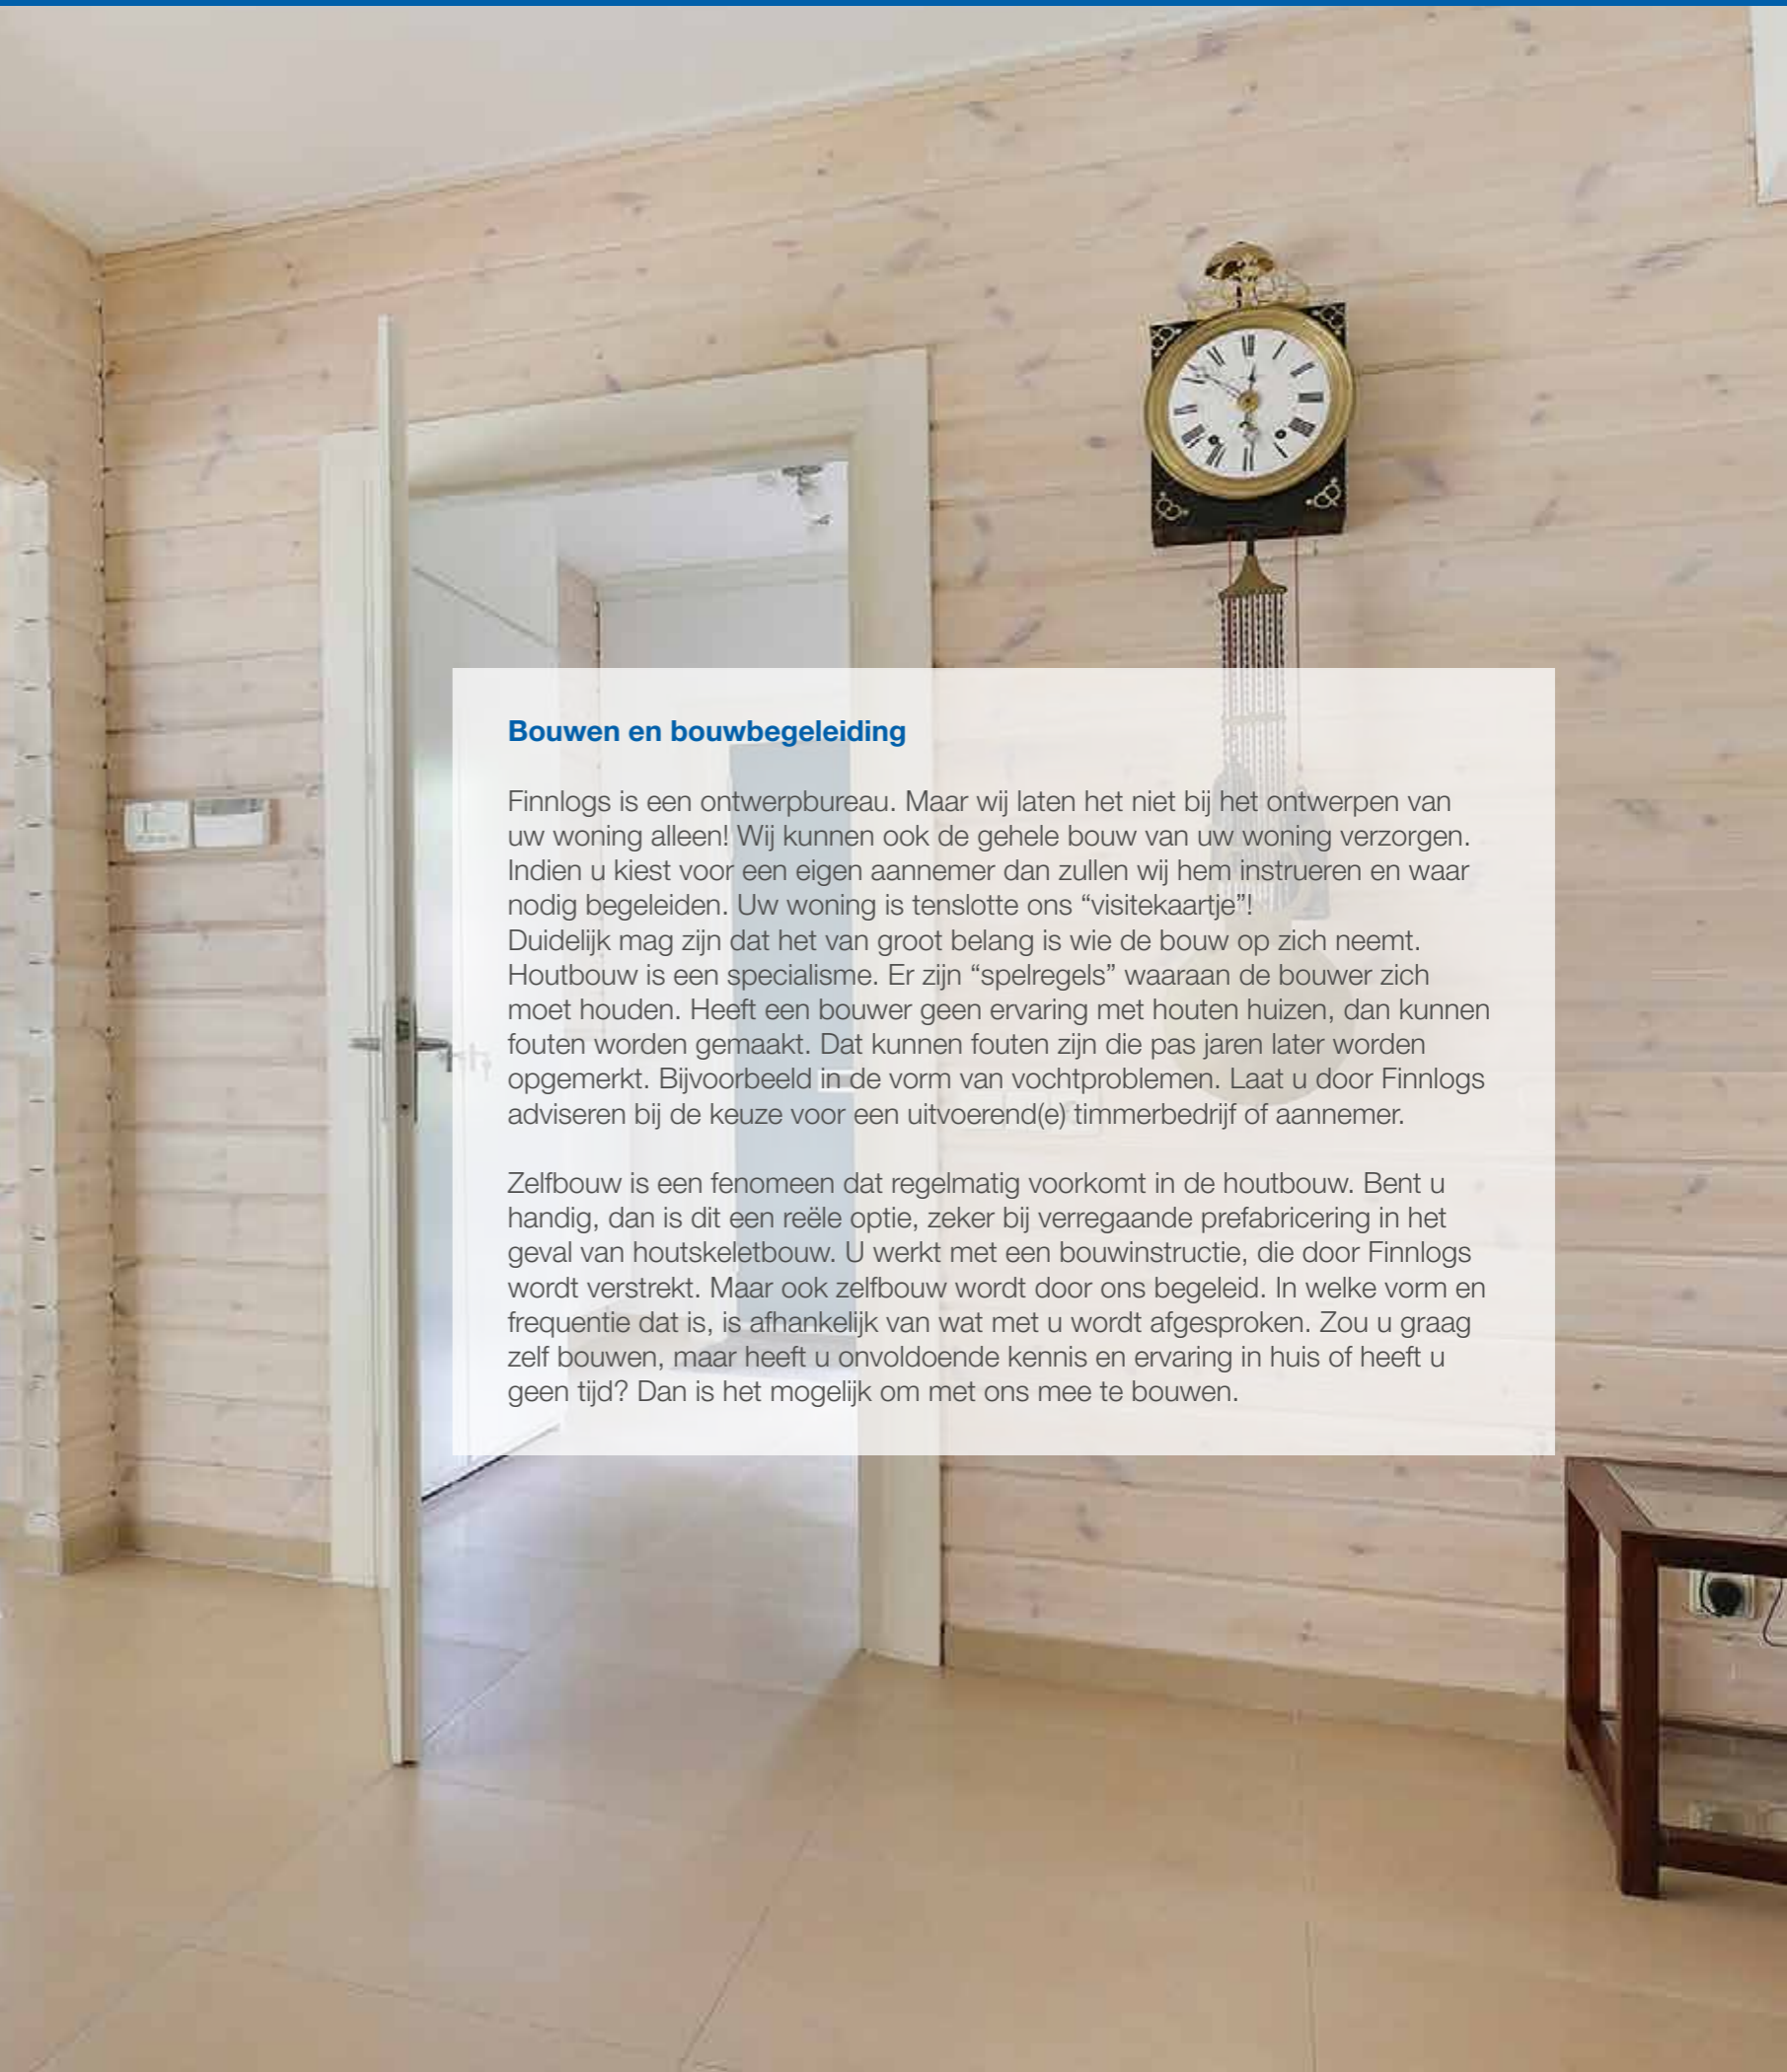 Bouwen en bouwbegeleiding
Finnlogs is een ontwerpbureau. Maar wij laten het niet bij het ontwerpen van
uw woning alleen! Wij kunnen ook de gehele bouw van uw woning verzorgen.
Indien u kiest voor een eigen aannemer dan zullen wij hem instrueren en waar
nodig begeleiden. Uw woning is tenslotte ons “visitekaartje”!
Duidelijk mag zijn dat het van groot belang is wie de bouw op zich neemt.
Houtbouw is een specialisme. Er zijn “spelregels” waaraan de bouwer zich
moet houden. Heeft een bouwer geen ervaring met houten huizen, dan kunnen
fouten worden gemaakt. Dat kunnen fouten zijn die pas jaren later worden
opgemerkt. Bijvoorbeeld in de vorm van vochtproblemen. Laat u door Finnlogs
adviseren bij de keuze voor een uitvoerend(e) timmerbedrijf of aannemer.
Zelfbouw is een fenomeen dat regelmatig voorkomt in de houtbouw. Bent u
handig, dan is dit een reële optie, zeker bij verregaande prefabricering in het
geval van houtskeletbouw. U werkt met een bouwinstructie, die door Finnlogs
wordt verstrekt. Maar ook zelfbouw wordt door ons begeleid. In welke vorm en
frequentie dat is, is afhankelijk van wat met u wordt afgesproken. Zou u graag
zelf bouwen, maar heeft u onvoldoende kennis en ervaring in huis of heeft u
geen tijd? Dan is het mogelijk om met ons mee te bouwen.